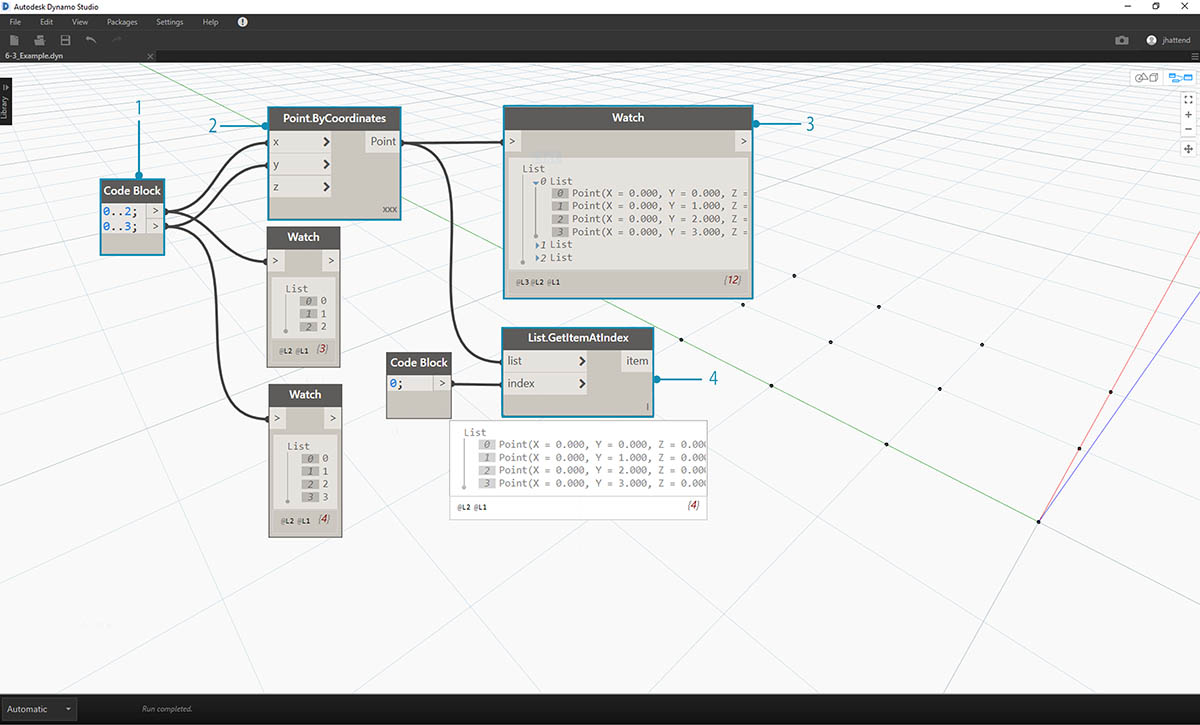 Autodesk Dynamo Studio
File Edit View Packages Settings Help !
jhattend
6-3_Example.dyn
Library
1
2
3
4
Code Block
0..2; >
0..3; >
Point.ByCoordinates
x > Point
y >
z >
xxx
Watch
> >
List
0 0
1 1
2 2
@L2 @L1 {3}
Watch
> >
List
0 0
1 1
2 2
3 3
@L2 @L1 {4}
Watch
> >
List
0 List
0 Point(X = 0.000, Y = 0.000, Z =
1 Point(X = 0.000, Y = 1.000, Z =
2 Point(X = 0.000, Y = 2.000, Z =
3 Point(X = 0.000, Y = 3.000, Z =
1 List
2 List
@L3 @L2 @L1 {12}
Code Block
0; >
List.GetItemAtIndex
list > item
index >
l
List
0 Point(X = 0.000, Y = 0.000, Z = 0.000
1 Point(X = 0.000, Y = 1.000, Z = 0.000
2 Point(X = 0.000, Y = 2.000, Z = 0.000
3 Point(X = 0.000, Y = 3.000, Z = 0.000
@L2 @L1 {4}
Automatic
Run completed.